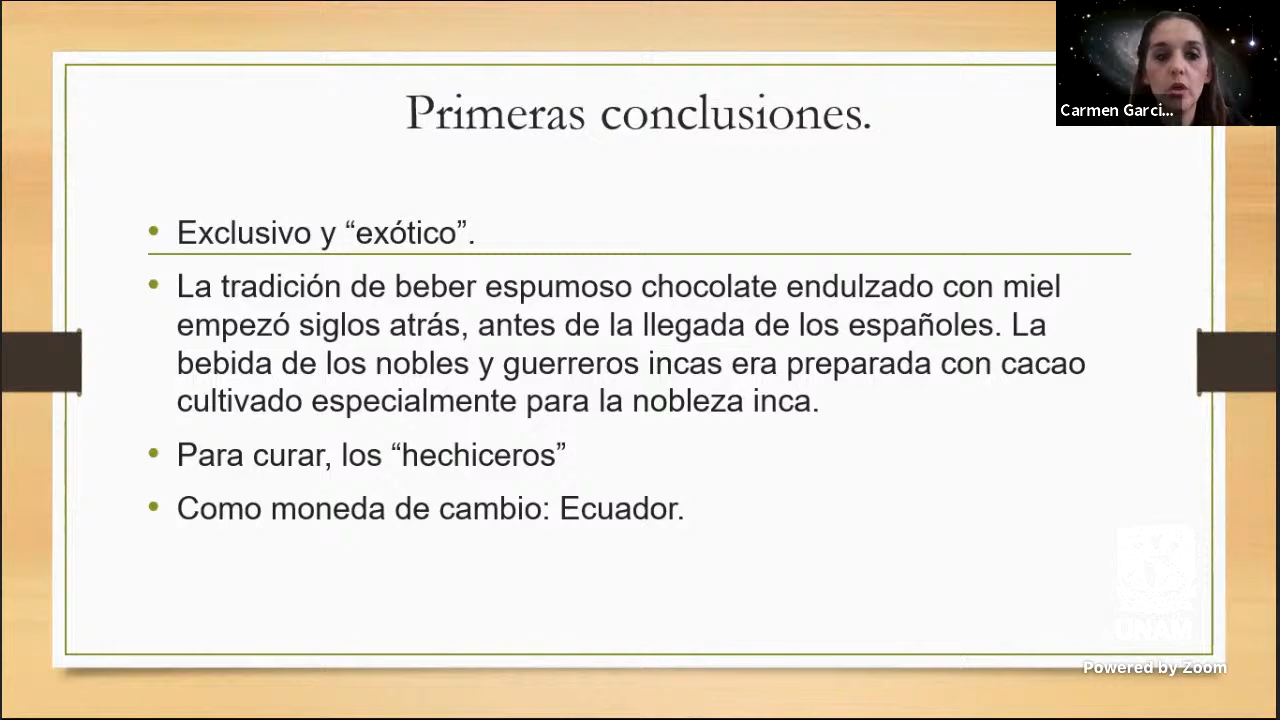 Primeras conclusiones.
Carmen Garci...
• Exclusivo y “exótico”.
• La tradición de beber espumoso chocolate endulzado con miel
empezó siglos atrás, antes de la llegada de los españoles. La
bebida de los nobles y guerreros incas era preparada con cacao
cultivado especialmente para la nobleza inca.
• Para curar, los “hechiceros”
• Como moneda de cambio: Ecuador.
UNAM
Powered by Zoom